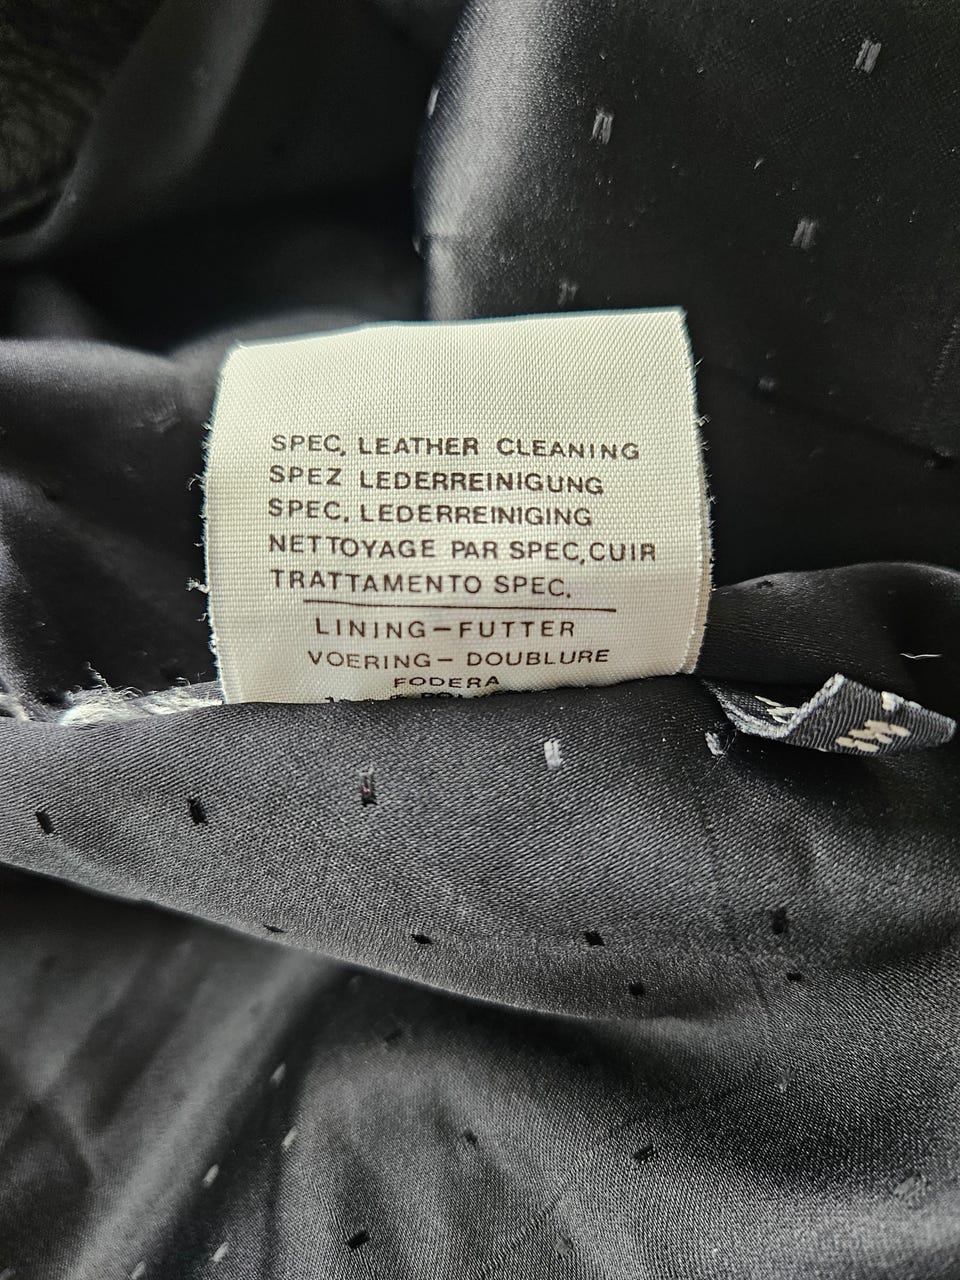 SPEC, LEATHER CLEANING
SPEZ LEDERREINIGUNG
SPEC. LEDERREINIGING
NETTOYAGE PAR SPEC,CUIR
TRATTAMENTO SPEC.
LINING-FUTTER
VOERING-DOUBLURE
FODERA